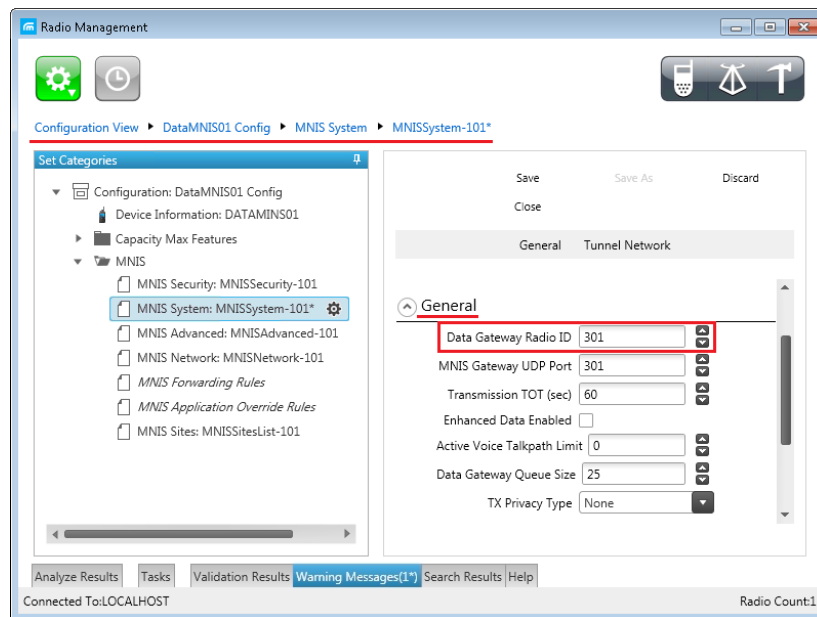 Radio Management
Configuration View ▶ DataMNIS01 Config ▶ MNIS System ▶ MNISSystem-101*
Set Categories
Configuration: DataMNIS01 Config
Device Information: DATAMINS01
Capacity Max Features
MNIS
MNIS Security: MNISSecurity-101
MNIS System: MNISSystem-101*
MNIS Advanced: MNISAdvanced-101
MNIS Network: MNISNetwork-101
MNIS Forwarding Rules
MNIS Application Override Rules
MNIS Sites: MNISSitesList-101
Save Save As Discard
Close
General Tunnel Network
General
Data Gateway Radio ID 301
MNIS Gateway UDP Port 301
Transmission TOT (sec) 60
Enhanced Data Enabled
Active Voice Talkpath Limit 0
Data Gateway Queue Size 25
TX Privacy Type None
Analyze Results Tasks Validation Results Warning Messages(1*) Search Results Help
Connected To:LOCALHOST Radio Count:1